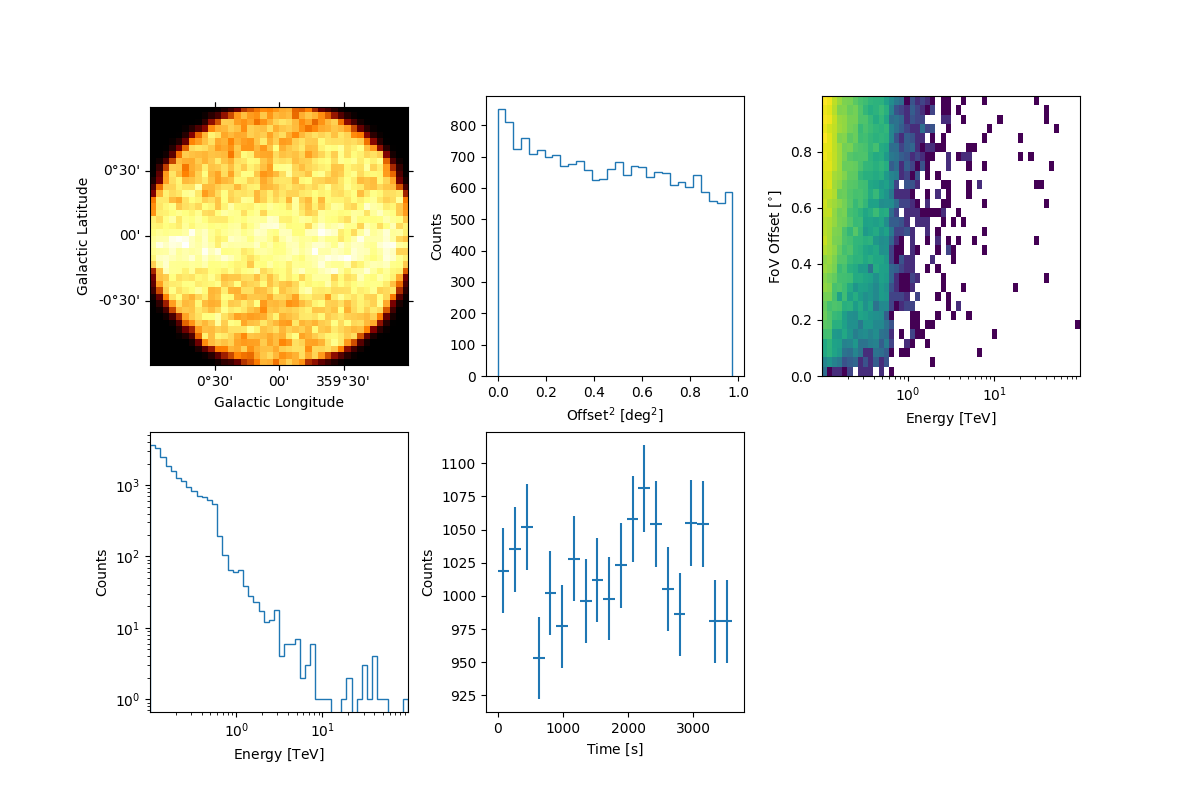 Galactic Latitude
0°30'
00'
-0°30'
0°30' 00' 359°30'
Galactic Longitude
Counts
800
700
600
500
400
300
200
100
0
0.0 0.2 0.4 0.6 0.8 1.0
Offset² [deg²]
FoV Offset [°]
0.8
0.6
0.4
0.2
0.0
10⁰ 10¹
Energy [TeV]
Counts
10³
10²
10¹
10⁰
10⁰ 10¹
Energy [TeV]
Counts
1100
1075
1050
1025
1000
975
950
925
0 1000 2000 3000
Time [s]